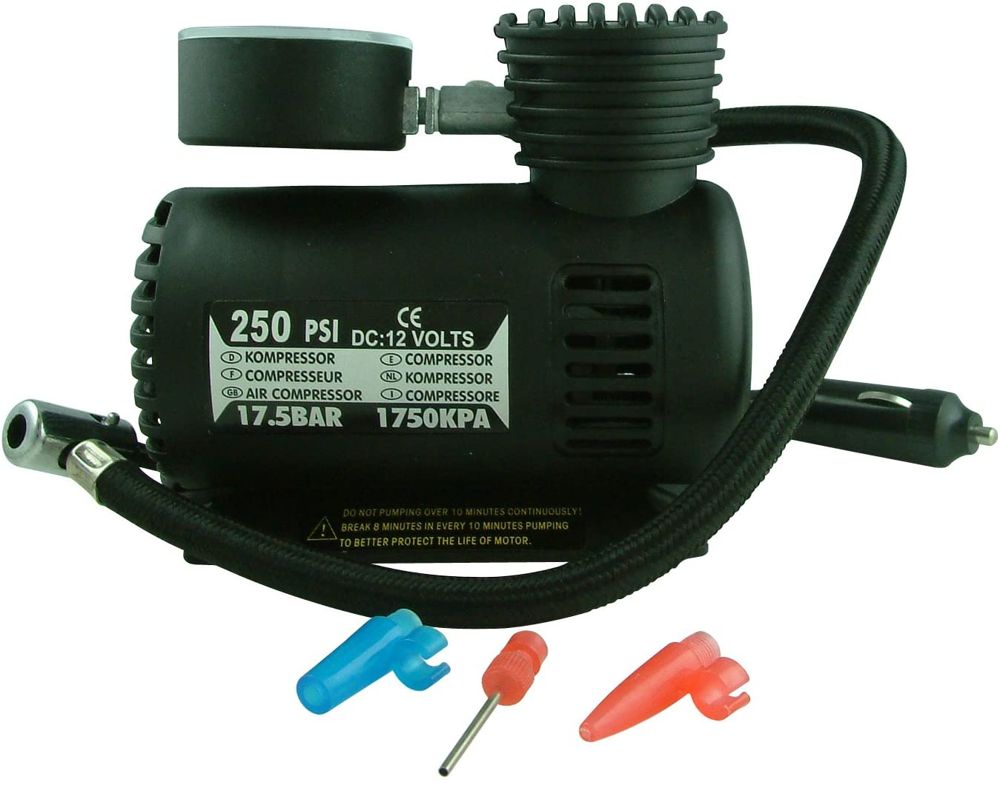 250 PSI
CE
DC:12 VOLTS
D KOMPRESSOR
E COMPRESSOR
F COMPRESSEUR
NL KOMPRESSOR
GB AIR COMPRESSOR
I COMPRESSORE
17.5BAR
1750KPA
DO NOT PUMPING OVER 10 MINUTES CONTINUOUSLY!
BREAK 8 MINUTES IN EVERY 10 MINUTES PUMPING
TO BETTER PROTECT THE LIFE OF MOTOR.